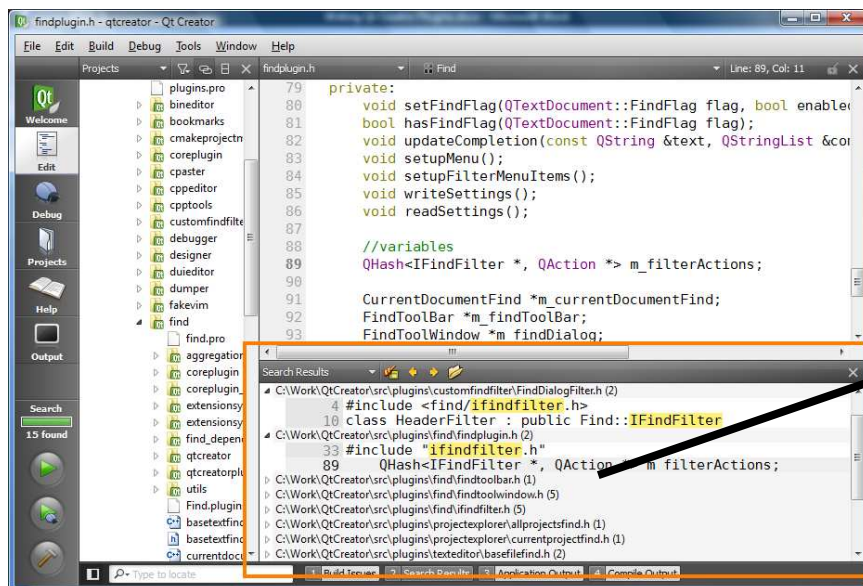 findplugin.h - qtcreator - Qt Creator
File Edit Build Debug Tools Window Help
Projects
findplugin.h
Find
Line: 89, Col: 11
Welcome
Edit
Debug
Projects
Help
Output
Search
15 found
plugins.pro
bineditor
bookmarks
cmakeprojectm
coreplugin
cpaster
cppeditor
cpptools
customfindfilte
debugger
designer
duieditor
dumper
fakevim
find
find.pro
aggregation
coreplugin
coreplugin_
extensionsy
extensionsy
find_depend
qtcreator
qtcreatorplu
utils
Find.plugin
basetextfind
basetextfind
currentdocu
79 private:
80 void setFindFlag(QTextDocument::FindFlag flag, bool enabled
81 bool hasFindFlag(QTextDocument::FindFlag flag);
82 void updateCompletion(const QString &text, QStringList &com
83 void setupMenu();
84 void setupFilterMenuItems();
85 void writeSettings();
86 void readSettings();
87
88 //variables
89 QHash<IFindFilter *, QAction *> m_filterActions;
90
91 CurrentDocumentFind *m_currentDocumentFind;
92 FindToolBar *m_findToolBar;
93 FindToolWindow *m_findDialog;
Search Results
C:\Work\QtCreator\src\plugins\customfindfilter\FindDialogFilter.h (2)
4 #include <find/ifindfilter.h>
10 class HeaderFilter : public Find::IFindFilter
C:\Work\QtCreator\src\plugins\find\findplugin.h (2)
33 #include "ifindfilter.h"
89 QHash<IFindFilter *, QAction *> m_filterActions;
C:\Work\QtCreator\src\plugins\find\findtoolbar.h (1)
C:\Work\QtCreator\src\plugins\find\findtoolwindow.h (5)
C:\Work\QtCreator\src\plugins\find\ifindfilter.h (5)
C:\Work\QtCreator\src\plugins\projectexplorer\allprojectsfind.h (1)
C:\Work\QtCreator\src\plugins\projectexplorer\currentprojectfind.h (1)
C:\Work\QtCreator\src\plugins\texteditor\basefilefind.h (2)
Type to locate
1 Build Issues 2 Search Results 3 Application Output 4 Compile Output